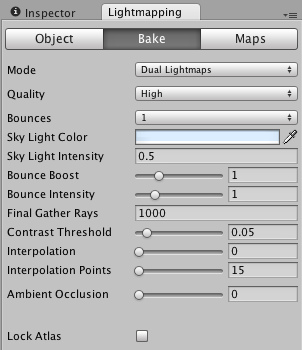 Inspector Lightmapping
Object Bake Maps
Mode Dual Lightmaps
Quality High
Bounces 1
Sky Light Color
Sky Light Intensity 0.5
Bounce Boost 1
Bounce Intensity 1
Final Gather Rays 1000
Contrast Threshold 0.05
Interpolation 0
Interpolation Points 15
Ambient Occlusion 0
Lock Atlas